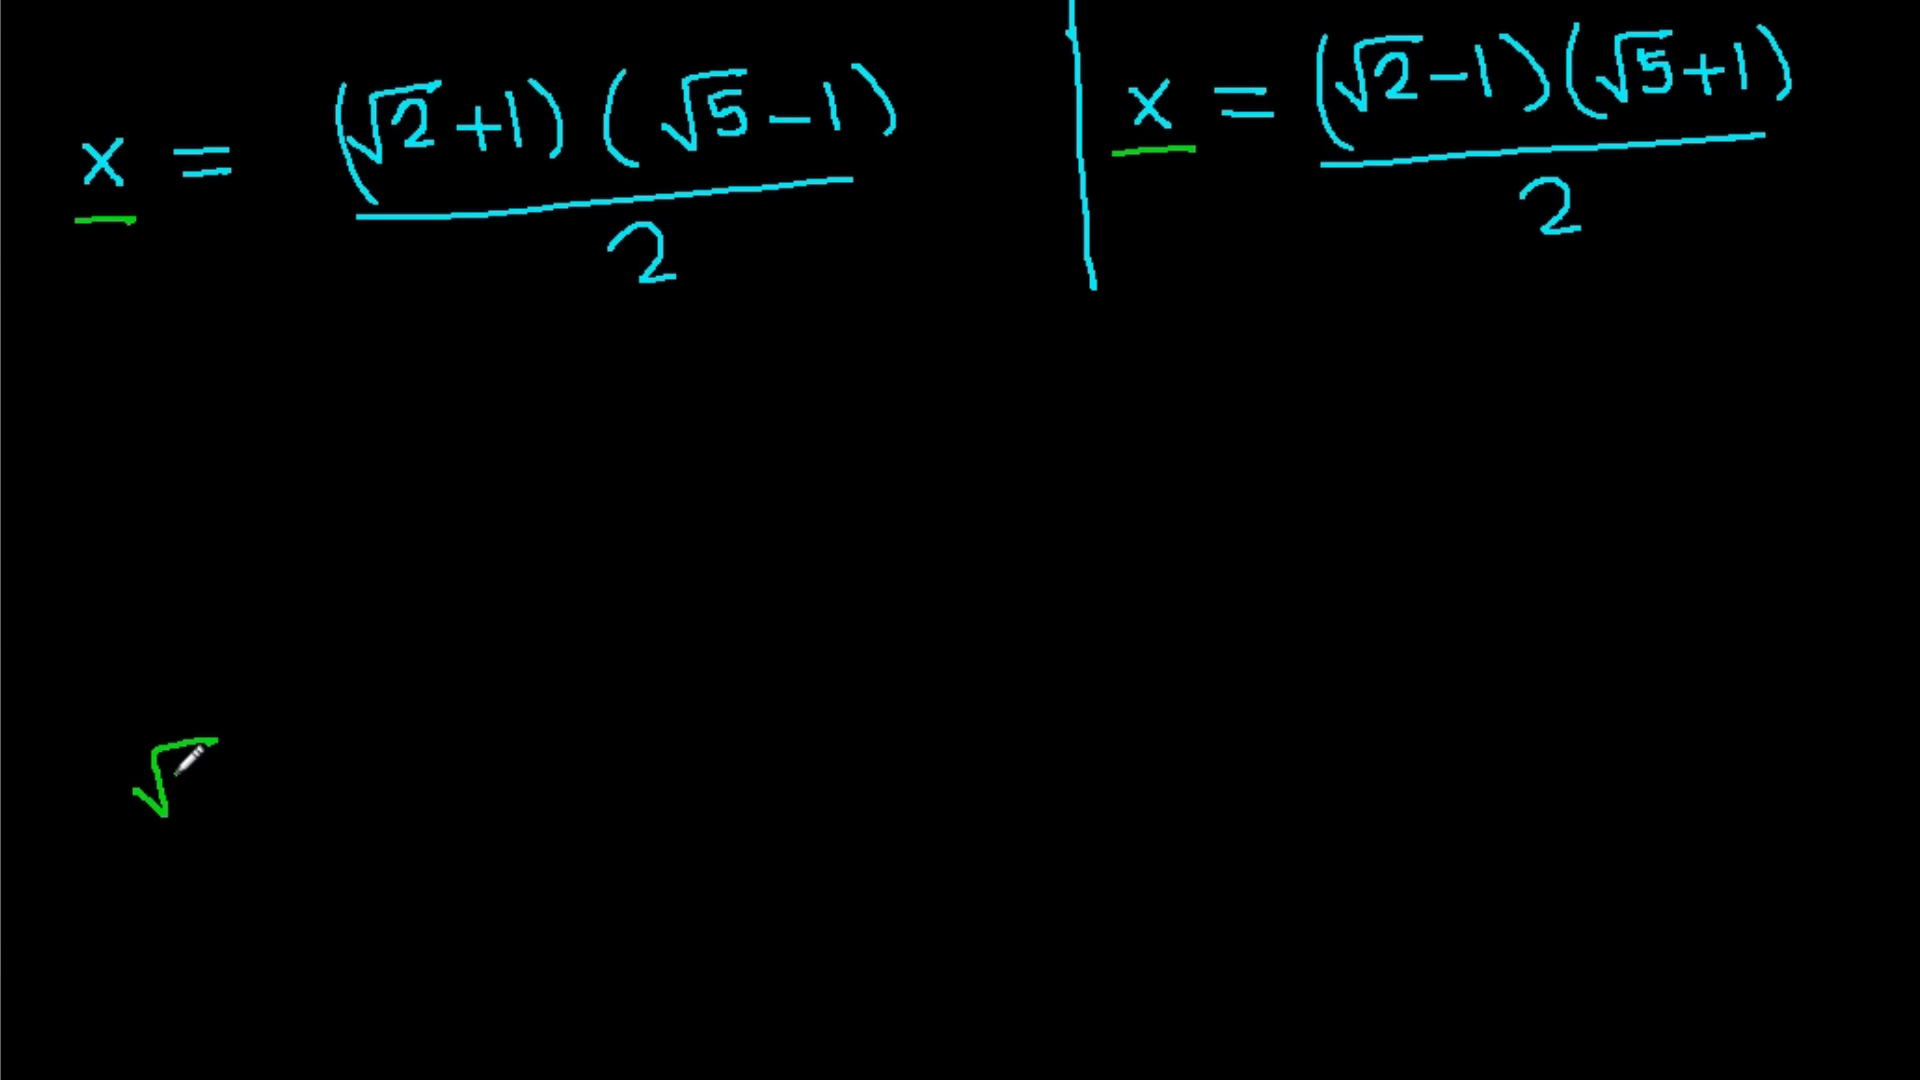 x = (√2+1)(√5-1)/2
x = (√2-1)(√5+1)/2
√